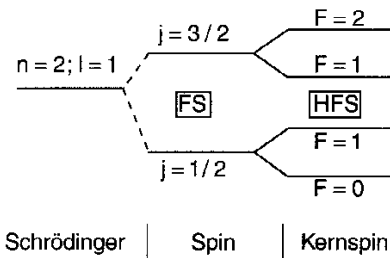 F = 2
j = 3 / 2
n = 2; l = 1
F = 1
FS
HFS
F = 1
j = 1/2
F = 0
Schrödinger
Spin
Kernspin